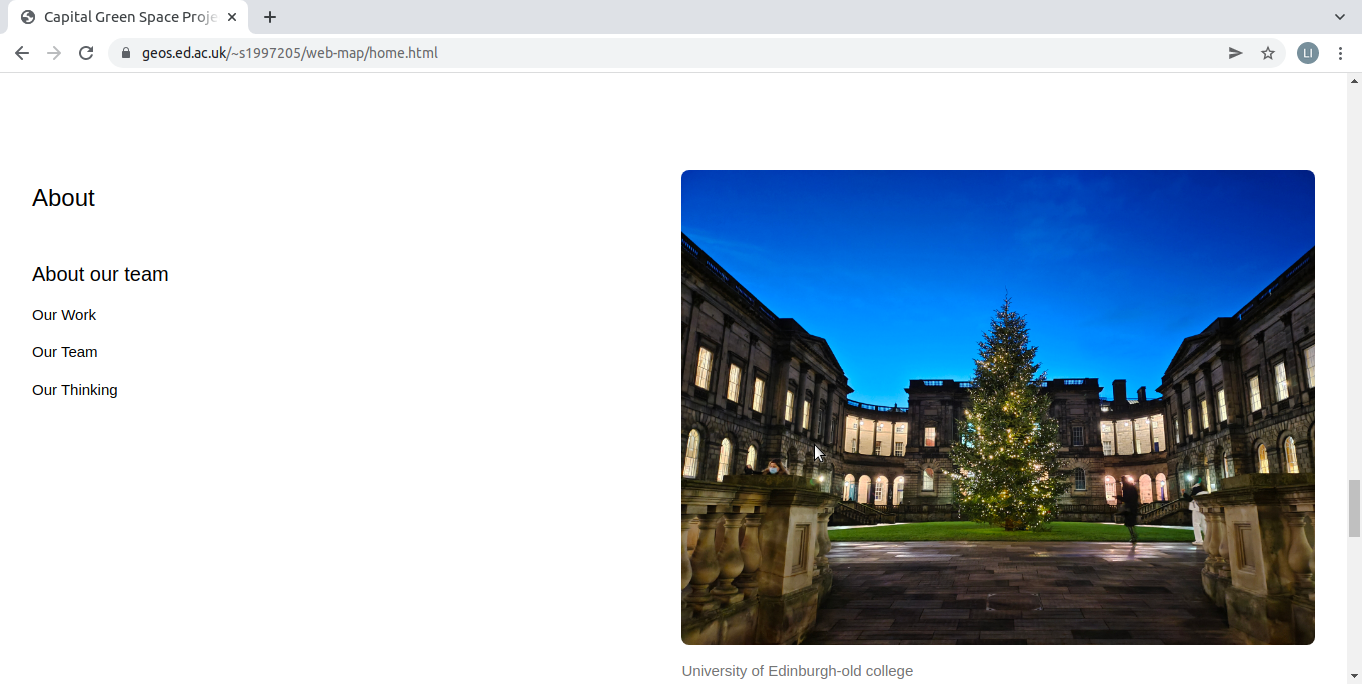 Capital Green Space Proje
geos.ed.ac.uk/~s1997205/web-map/home.html
LI
About
About our team
Our Work
Our Team
Our Thinking
University of Edinburgh-old college